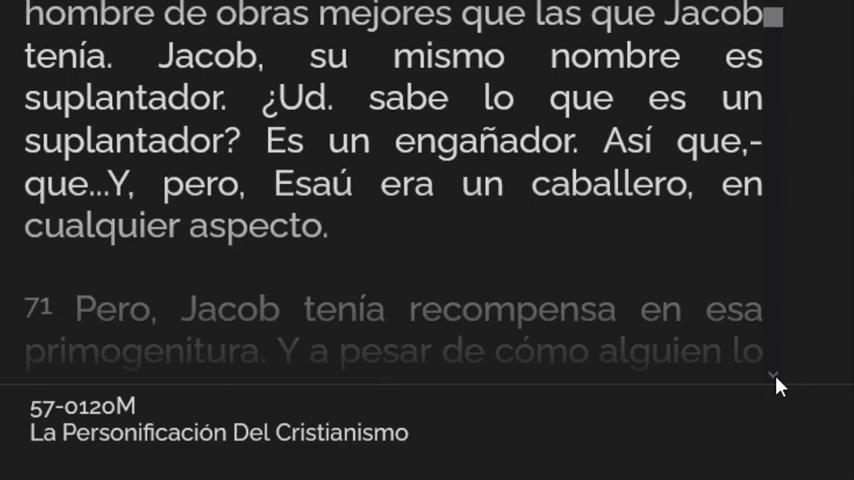 hombre de obras mejores que las que Jacob
tenía. Jacob, su mismo nombre es
suplantador. ¿Ud. sabe lo que es un
suplantador? Es un engañador. Así que,-
que...Y, pero, Esaú era un caballero, en
cualquier aspecto.
71 Pero, Jacob tenía recompensa en esa
primogenitura. Y a pesar de cómo alguien lo
57-0120M
La Personificación Del Cristianismo